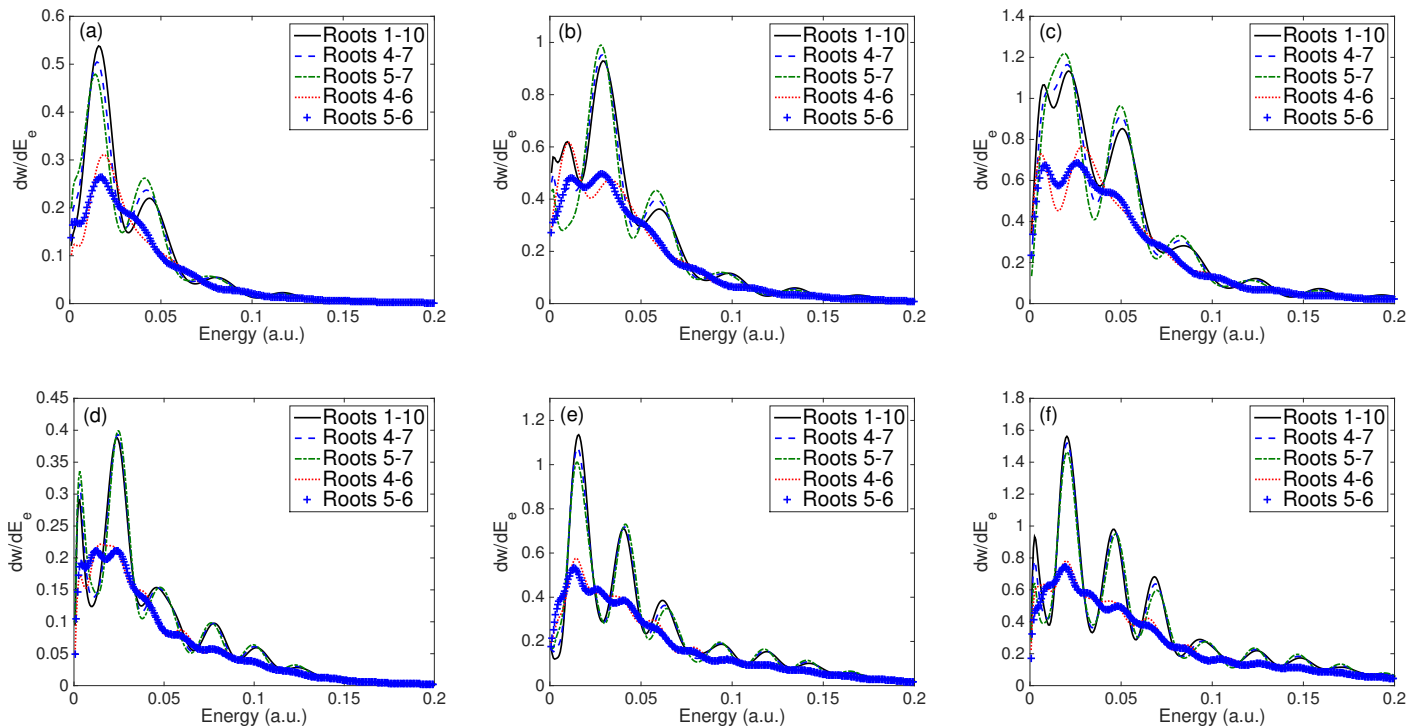 (a)
Roots 1-10
Roots 4-7
Roots 5-7
Roots 4-6
Roots 5-6
dw/dE_e
0.6
0.5
0.4
0.3
0.2
0.1
0
0 0.05 0.1 0.15 0.2
Energy (a.u.)
(b)
Roots 1-10
Roots 4-7
Roots 5-7
Roots 4-6
Roots 5-6
dw/dE_e
1
0.8
0.6
0.4
0.2
0
0 0.05 0.1 0.15 0.2
Energy (a.u.)
(c)
Roots 1-10
Roots 4-7
Roots 5-7
Roots 4-6
Roots 5-6
dw/dE_e
1.4
1.2
1
0.8
0.6
0.4
0.2
0
0 0.05 0.1 0.15 0.2
Energy (a.u.)
(d)
Roots 1-10
Roots 4-7
Roots 5-7
Roots 4-6
Roots 5-6
dw/dE_e
0.45
0.4
0.35
0.3
0.25
0.2
0.15
0.1
0.05
0
0 0.05 0.1 0.15 0.2
Energy (a.u.)
(e)
Roots 1-10
Roots 4-7
Roots 5-7
Roots 4-6
Roots 5-6
dw/dE_e
1.2
1
0.8
0.6
0.4
0.2
0
0 0.05 0.1 0.15 0.2
Energy (a.u.)
(f)
Roots 1-10
Roots 4-7
Roots 5-7
Roots 4-6
Roots 5-6
dw/dE_e
1.8
1.6
1.4
1.2
1
0.8
0.6
0.4
0.2
0
0 0.05 0.1 0.15 0.2
Energy (a.u.)